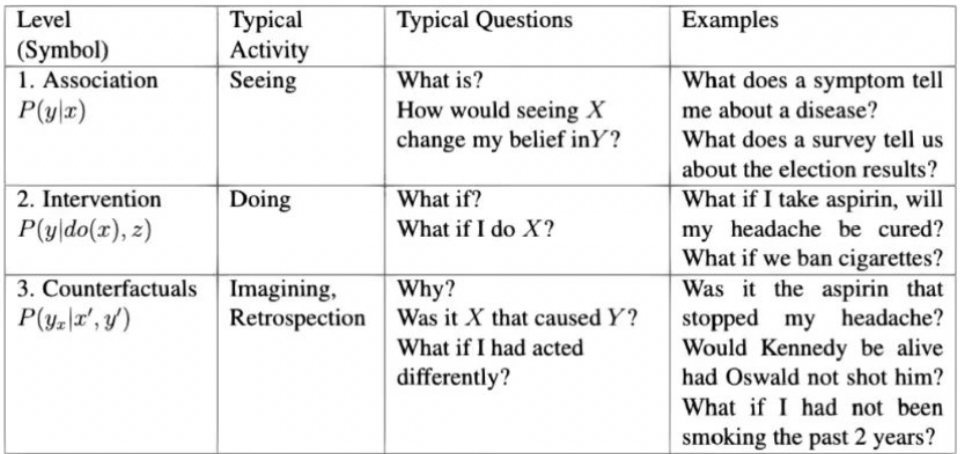 Level
(Symbol)
Typical
Activity
Typical Questions
Examples
1. Association
P(y|x)
Seeing
What is?
How would seeing X
change my belief inY?
What does a symptom tell
me about a disease?
What does a survey tell us
about the election results?
2. Intervention
P(y|do(x), z)
Doing
What if?
What if I do X?
What if I take aspirin, will
my headache be cured?
What if we ban cigarettes?
3. Counterfactuals
P(yₓ|x′, y′)
Imagining,
Retrospection
Why?
Was it X that caused Y?
What if I had acted
differently?
Was it the aspirin that
stopped my headache?
Would Kennedy be alive
had Oswald not shot him?
What if I had not been
smoking the past 2 years?